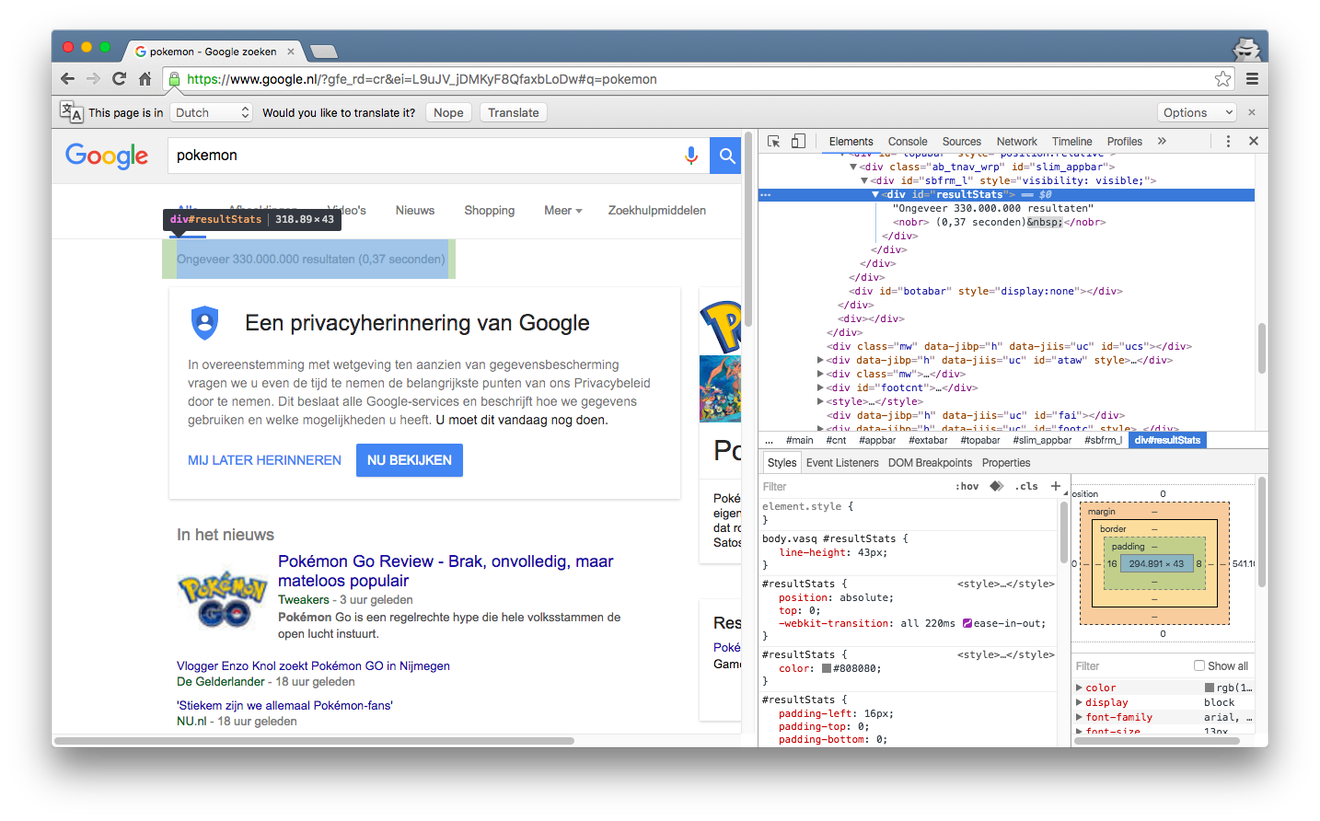 pokemon - Google zoeken
https://www.google.nl/?gfe_rd=cr&ei=L9uJV_jDMKyF8QfaxbLoDw#q=pokemon
This page is in Dutch Would you like to translate it? Nope Translate Options
Google pokemon
Video's Nieuws Shopping Meer Zoekhulpmiddelen
div#resultStats 318.89×43
Ongeveer 330.000.000 resultaten (0,37 seconden)
Een privacyherinnering van Google
In overeenstemming met wetgeving ten aanzien van gegevensbescherming
vragen we u even de tijd te nemen de belangrijkste punten van ons Privacybeleid
door te nemen. Dit beslaat alle Google-services en beschrijft hoe we gegevens
gebruiken en welke mogelijkheden u heeft. U moet dit vandaag nog doen.
MIJ LATER HERINNEREN NU BEKIJKEN
In het nieuws
Pokémon Go Review - Brak, onvolledig, maar
mateloos populair
Tweakers - 3 uur geleden
Pokémon Go is een regelrechte hype die hele volksstammen de
open lucht instuurt.
POKÉMON
GO
Vlogger Enzo Knol zoekt Pokémon GO in Nijmegen
De Gelderlander - 18 uur geleden
'Stiekem zijn we allemaal Pokémon-fans'
NU.nl - 18 uur geleden
Poké
eigen
dat ro
Satos
Res
Poké
Game
Elements Console Sources Network Timeline Profiles »
<div id="topabar" style="position:relative">
<div class="ab_tnav_wrp" id="slim_appbar">
<div id="sbfrm_l" style="visibility: visible;">
<div id="resultStats"> == $0
"Ongeveer 330.000.000 resultaten"
<nobr> (0,37 seconden)&nbsp;</nobr>
</div>
</div>
</div>
</div>
<div id="botabar" style="display:none"></div>
</div>
<div></div>
</div>
<div class="mw" data-jibp="h" data-jiis="uc" id="ucs"></div>
<div data-jibp="h" data-jiis="uc" id="ataw" style>…</div>
<div class="mw">…</div>
<div id="footcnt">…</div>
<style>…</style>
<div data-jibp="h" data-jiis="uc" id="fai"></div>
<div data-jibp="h" data-jiis="uc" id="footc" style>…</div>
... #main #cnt #appbar #extabar #topabar #slim_appbar #sbfrm_l div#resultStats
Styles Event Listeners DOM Breakpoints Properties
Filter :hov .cls +
element.style {
}
body.vasq #resultStats {
line-height: 43px;
}
#resultStats { <style>…</style>
position: absolute;
top: 0;
-webkit-transition: all 220ms ease-in-out;
}
#resultStats { <style>…</style>
color: #808080;
}
#resultStats {
padding-left: 16px;
padding-top: 0;
padding-bottom: 0;
osition 0
margin –
border –
padding –
0 – – 16 294.891 × 43 8 – – 541.1
–
–
–
0
Filter Show all
color rgb(1…
display block
font-family arial, …
font-size 13px